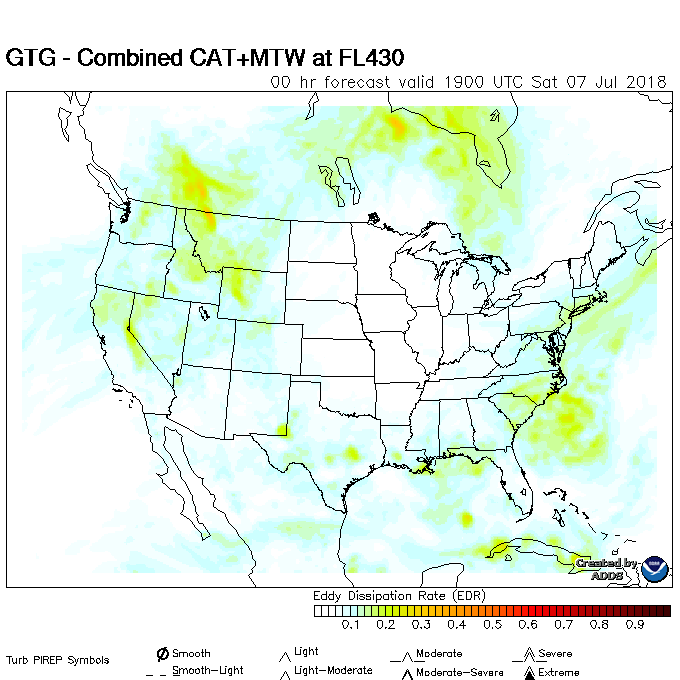 GTG - Combined CAT+MTW at FL430
00 hr forecast valid 1900 UTC Sat 07 Jul 2018
Created by
ADDS
Eddy Dissipation Rate (EDR)
0.1 0.2 0.3 0.4 0.5 0.6 0.7 0.8 0.9
Turb PIREP Symbols
Smooth Light Moderate Severe
Smooth-Light Light-Moderate Moderate-Severe Extreme